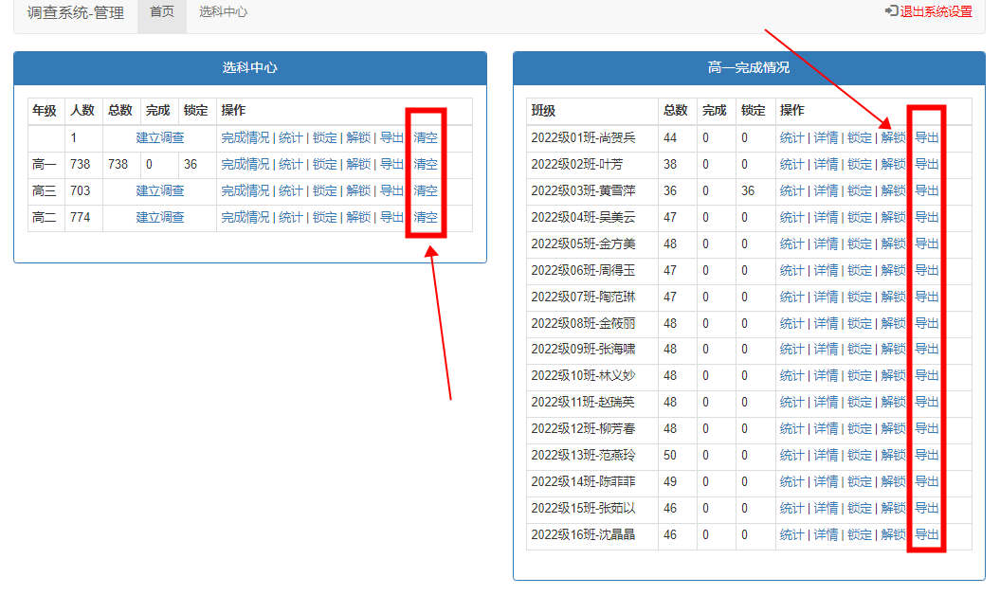 调查系统-管理 首页 选科中心 退出系统设置
选科中心
年级 人数 总数 完成 锁定 操作
1 建立调查 完成情况 | 统计 | 锁定 | 解锁 | 导出 清空
高一 738 738 0 36 完成情况 | 统计 | 锁定 | 解锁 | 导出 清空
高三 703 建立调查 完成情况 | 统计 | 锁定 | 解锁 | 导出 清空
高二 774 建立调查 完成情况 | 统计 | 锁定 | 解锁 | 导出 清空
高一完成情况
班级 总数 完成 锁定 操作
2022级01班-尚贺兵 44 0 0 统计 | 详情 | 锁定 | 解锁 导出
2022级02班-叶芳 38 0 0 统计 | 详情 | 锁定 | 解锁 导出
2022级03班-黄雪萍 36 0 36 统计 | 详情 | 锁定 | 解锁 导出
2022级04班-吴美云 47 0 0 统计 | 详情 | 锁定 | 解锁 导出
2022级05班-金方美 48 0 0 统计 | 详情 | 锁定 | 解锁 导出
2022级06班-周得玉 47 0 0 统计 | 详情 | 锁定 | 解锁 导出
2022级07班-陶范琳 47 0 0 统计 | 详情 | 锁定 | 解锁 导出
2022级08班-金筱丽 48 0 0 统计 | 详情 | 锁定 | 解锁 导出
2022级09班-张海啸 48 0 0 统计 | 详情 | 锁定 | 解锁 导出
2022级10班-林义妙 48 0 0 统计 | 详情 | 锁定 | 解锁 导出
2022级11班-赵瑞英 48 0 0 统计 | 详情 | 锁定 | 解锁 导出
2022级12班-柳芳春 48 0 0 统计 | 详情 | 锁定 | 解锁 导出
2022级13班-范燕玲 50 0 0 统计 | 详情 | 锁定 | 解锁 导出
2022级14班-陈菲菲 49 0 0 统计 | 详情 | 锁定 | 解锁 导出
2022级15班-张茹以 46 0 0 统计 | 详情 | 锁定 | 解锁 导出
2022级16班-沈晶晶 46 0 0 统计 | 详情 | 锁定 | 解锁 导出